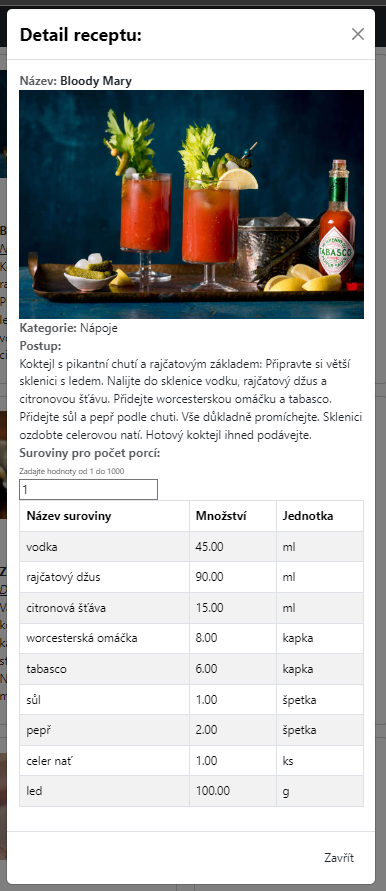 Detail receptu:
Název: Bloody Mary
TABASCO
Kategorie: Nápoje
Postup:
Koktejl s pikantní chutí a rajčatovým základem: Připravte si větší
sklenici s ledem. Nalijte do sklenice vodku, rajčatový džus a
citronovou šťávu. Přidejte worcesterskou omáčku a tabasco.
Přidejte sůl a pepř podle chuti. Vše důkladně promíchejte. Sklenici
ozdobte celerovou natí. Hotový koktejl ihned podávejte.
Suroviny pro počet porcí:
Zadajte hodnoty od 1 do 1000
1
Název suroviny Množství Jednotka
vodka 45.00 ml
rajčatový džus 90.00 ml
citronová šťáva 15.00 ml
worcesterská omáčka 8.00 kapka
tabasco 6.00 kapka
sůl 1.00 špetka
pepř 2.00 špetka
celer nať 1.00 ks
led 100.00 g
Zavřít